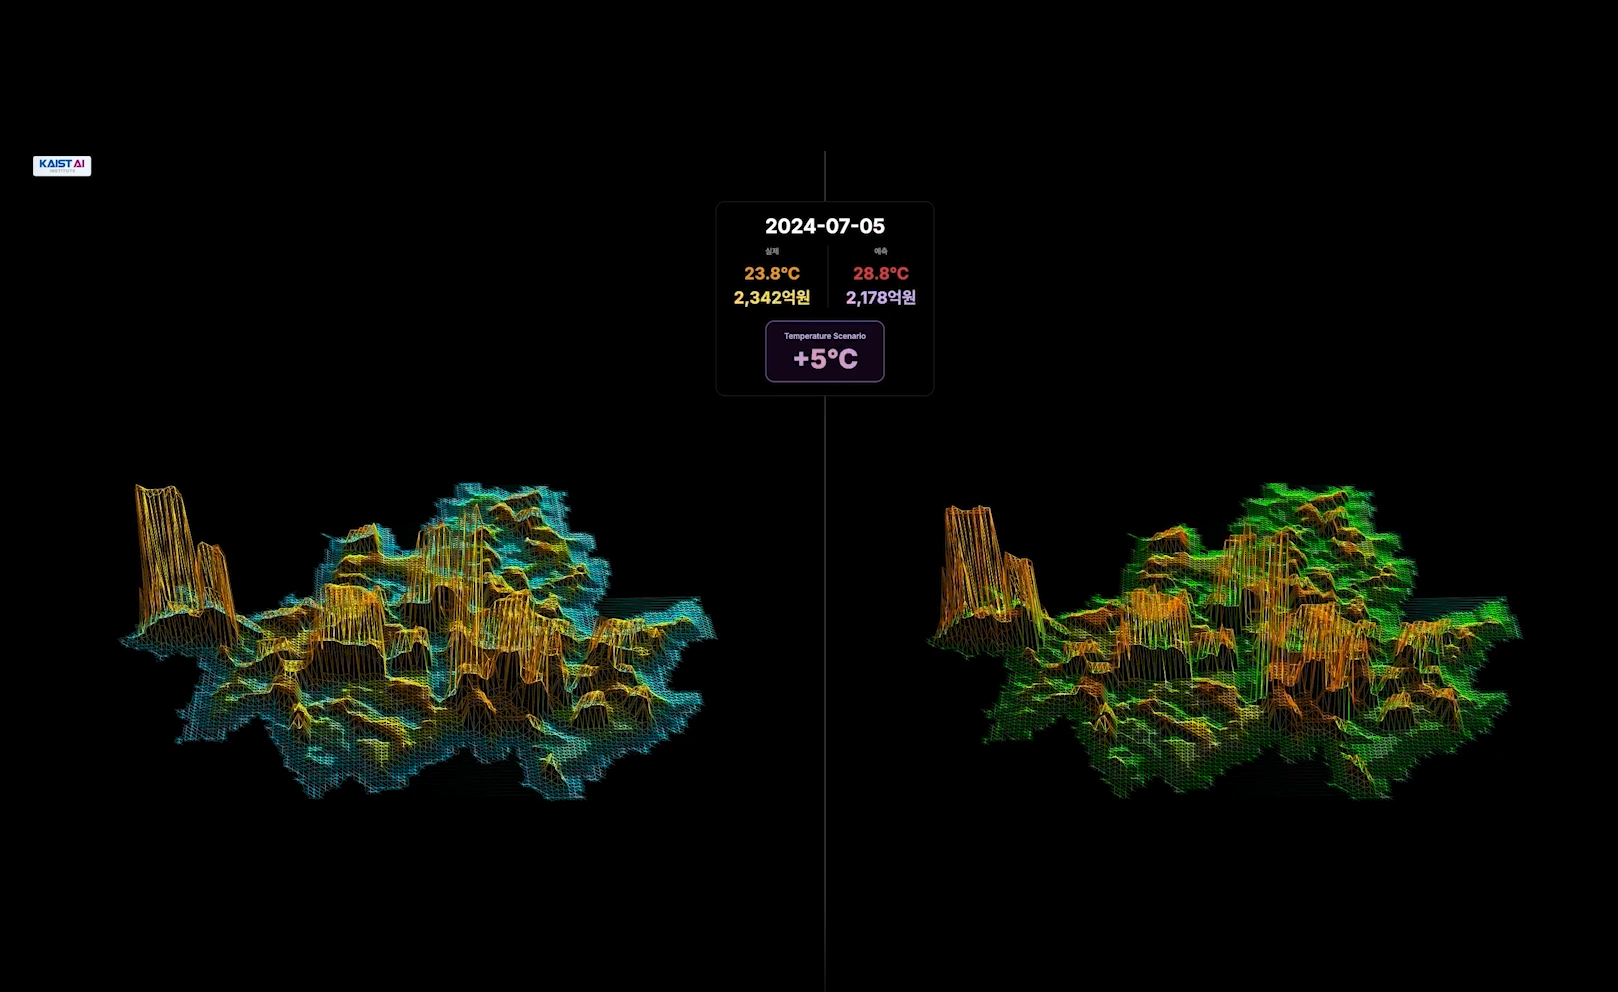 KAIST AI
INSTITUTE
2024-07-05
실제
예측
23.8°C
28.8°C
2,342억원
2,178억원
Temperature Scenario
+5°C